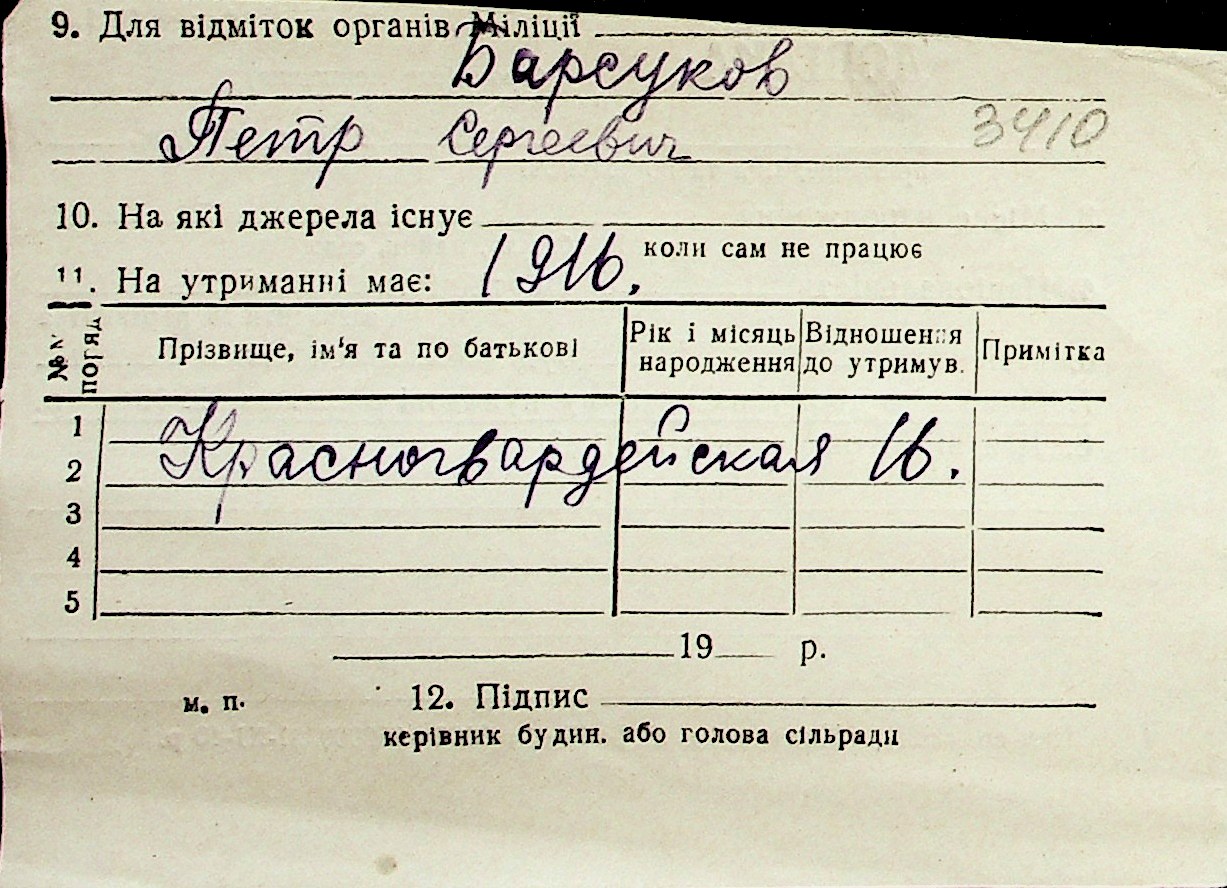 9. Для відміток органів Міліції
Барсуков
Петр Сергеевич 3410
10. На які джерела існує
коли сам не працює
11. На утриманні має: 1916.
№№ погляд Прізвище, ім'я та по батькові Рік і місяць народження Відношення до утримув. Примітка
1
2 Красногвардейская 16.
3
4
5
19 р.
м. п. 12. Підпис
керівник будин. або голова сільради